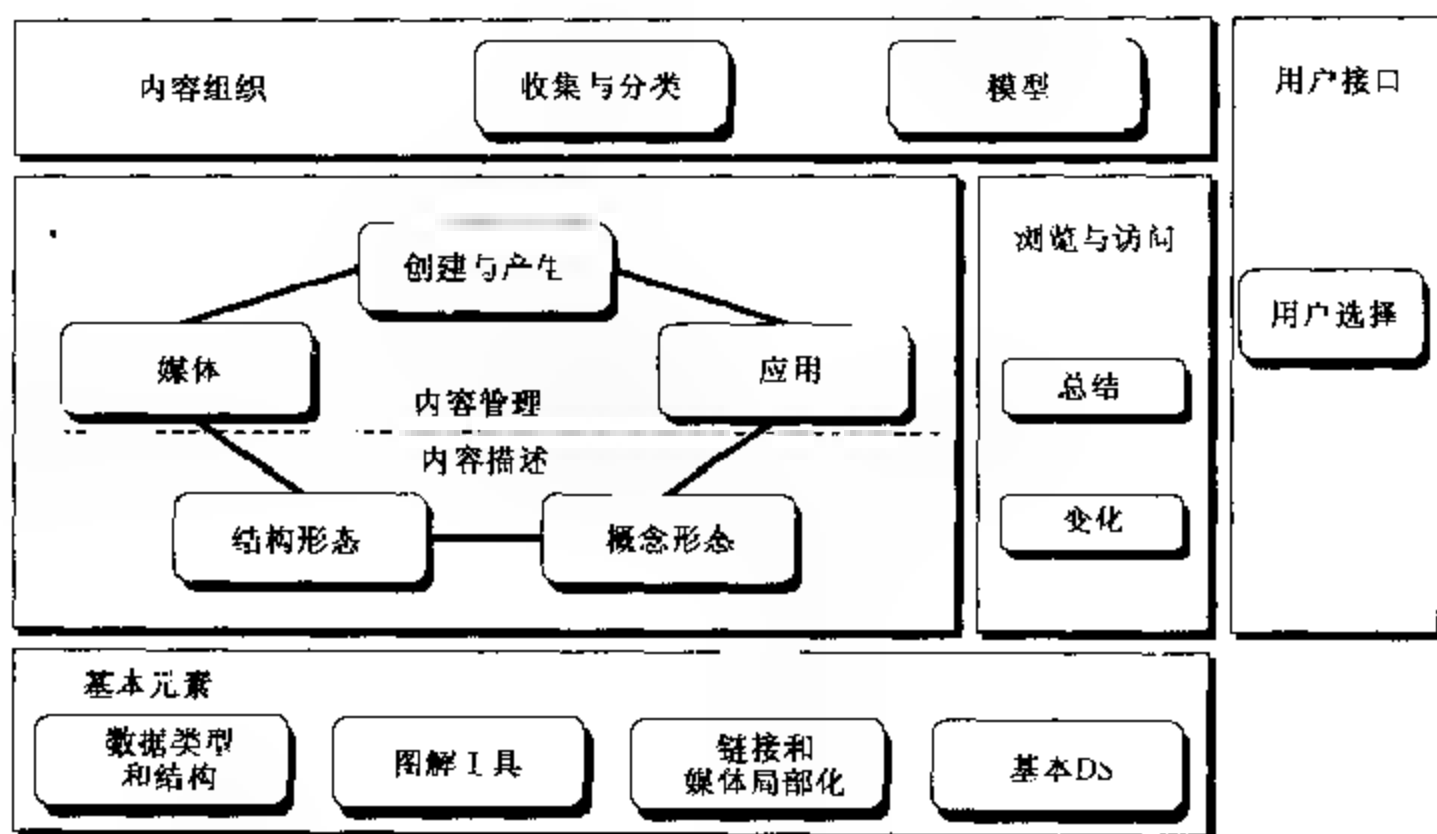 内容组织
收集与分类
模型
用户接口
创建与产生
媒体
应用
内容管理
内容描述
结构形态
概念形态
浏览与访问
总结
变化
用户选择
基本元素
数据类型
和结构
图解工具
链接和
媒体局部化
基本DS